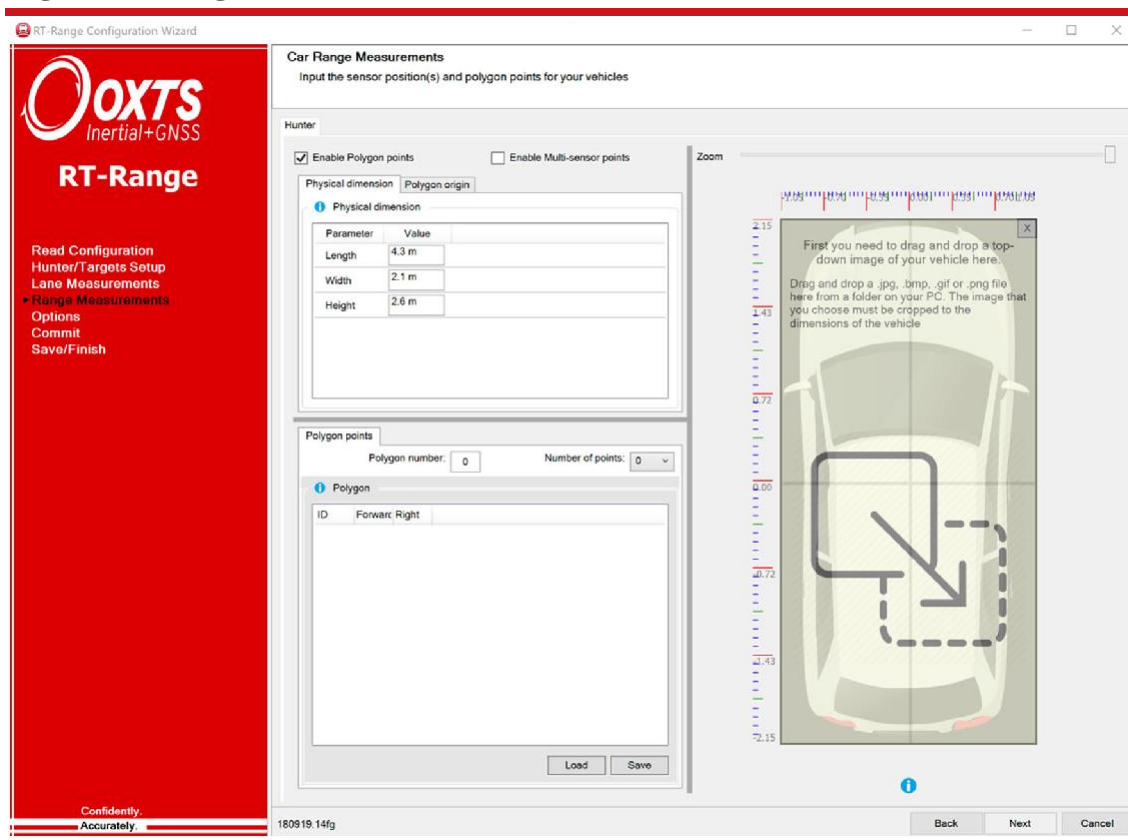 RT-Range Configuration Wizard
OXTS
Inertial+GNSS
RT-Range
Read Configuration
Hunter/Targets Setup
Lane Measurements
Range Measurements
Options
Commit
Save/Finish
Confidently.
Accurately.
Car Range Measurements
Input the sensor position(s) and polygon points for your vehicles
Hunter
Enable Polygon points
Enable Multi-sensor points
Physical dimension Polygon origin
Physical dimension
Parameter Value
Length 4.3 m
Width 2.1 m
Height 2.6 m
Polygon points
Polygon number: 0 Number of points: 0
Polygon
ID Forward Right
Load Save
Zoom
2.15
1.43
0.72
0.00
-0.72
-1.43
-2.15
X
First you need to drag and drop a top-
down image of your vehicle here.
Drag and drop a .jpg, .bmp, .gif or .png file
here from a folder on your PC. The image that
you choose must be cropped to the
dimensions of the vehicle
180919.14fg
Back Next Cancel